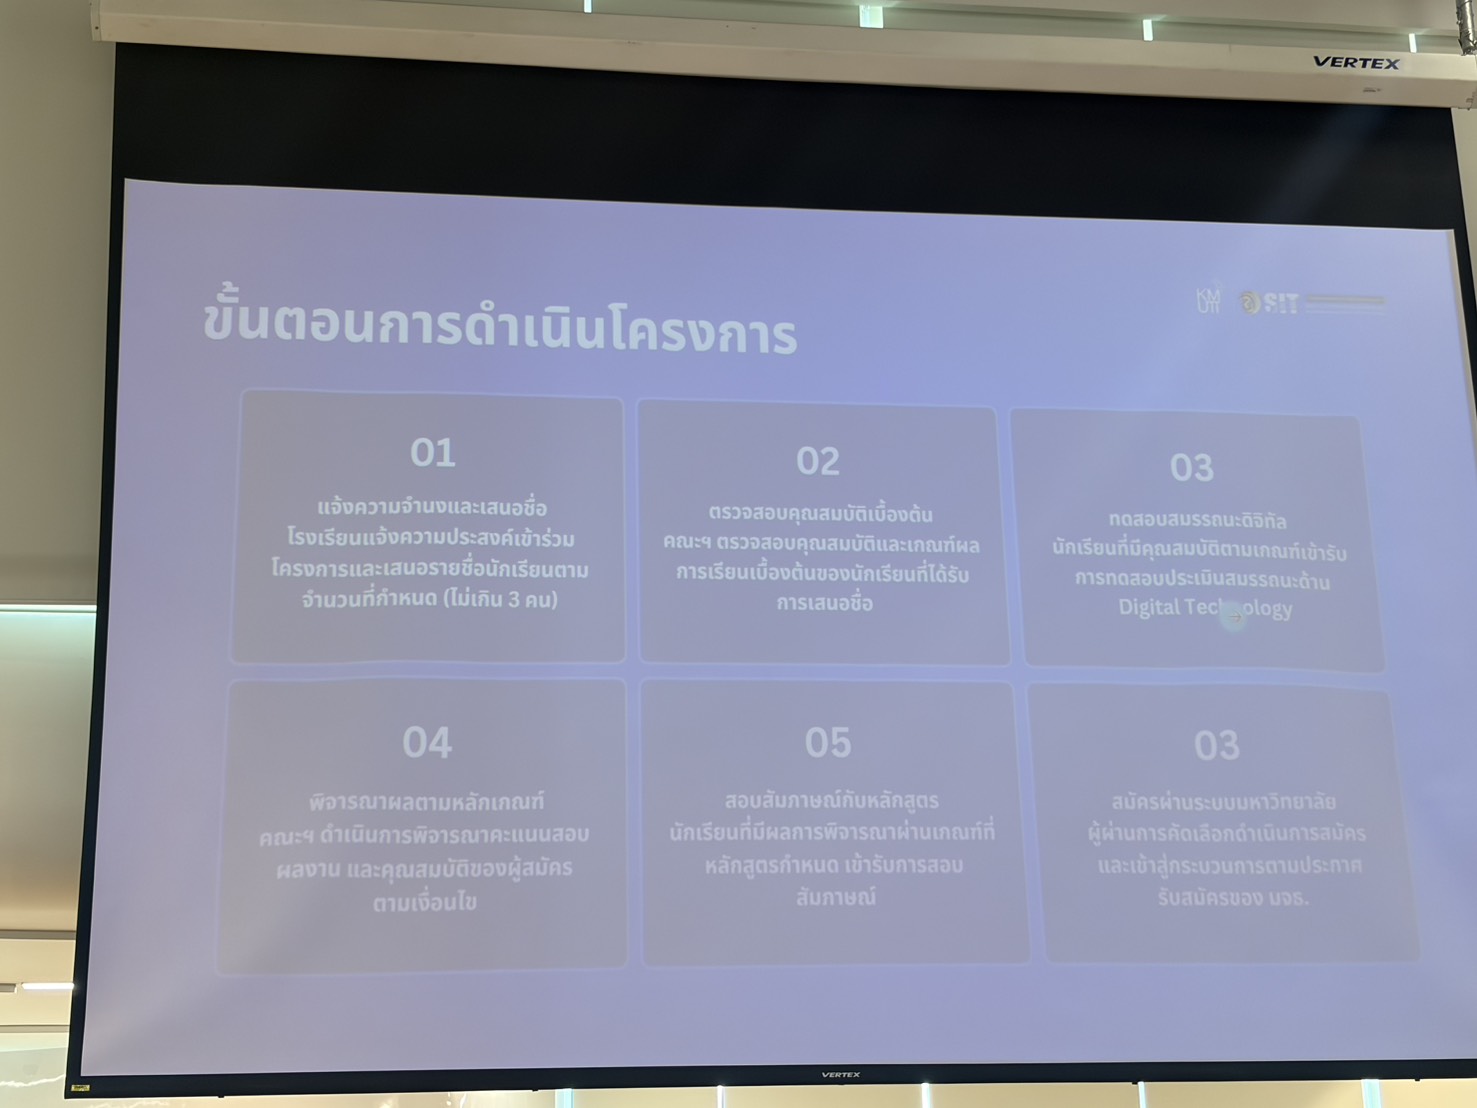 VERTEX
ขั้นตอนการดำเนินโครงการ
KM
UTT
SIT
01
แจ้งความจำนงและเสนอชื่อ
โรงเรียนแจ้งความประสงค์เข้าร่วม
โครงการและเสนอรายชื่อนักเรียนตาม
จำนวนที่กำหนด (ไม่เกิน 3 คน)
02
ตรวจสอบคุณสมบัติเบื้องต้น
คณะฯ ตรวจสอบคุณสมบัติและเกณฑ์ผล
การเรียนเบื้องต้นของนักเรียนที่ได้รับ
การเสนอชื่อ
03
ทดสอบสมรรถนะดิจิทัล
นักเรียนที่มีคุณสมบัติตามเกณฑ์เข้ารับ
การทดสอบประเมินสมรรถนะด้าน
Digital Technology
04
พิจารณาผลตามหลักเกณฑ์
คณะฯ ดำเนินการพิจารณาคะแนนสอบ
ผลงาน และคุณสมบัติของผู้สมัคร
ตามเงื่อนไข
05
สอบสัมภาษณ์กับหลักสูตร
นักเรียนที่มีผลการพิจารณาผ่านเกณฑ์ที่
หลักสูตรกำหนด เข้ารับการสอบ
สัมภาษณ์
03
สมัครผ่านระบบมหาวิทยาลัย
ผู้ผ่านการคัดเลือกดำเนินการสมัคร
และเข้าสู่กระบวนการตามประกาศ
รับสมัครของ มจธ.
VERTEX